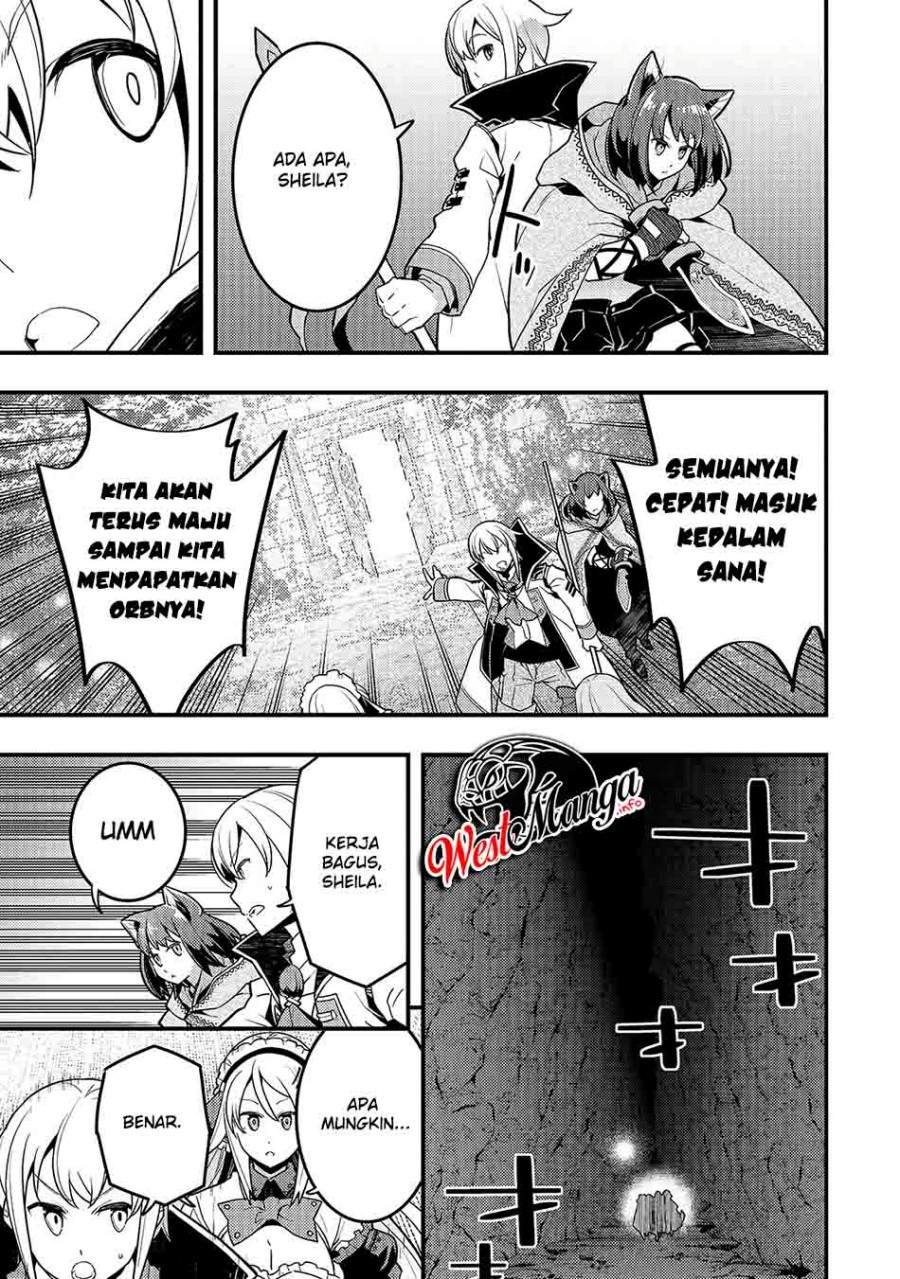 ADA APA,
SHEILA?
SEMUANYA!
CEPAT! MASUK
KEDALAM
SANA!
KITA AKAN
TERUS MAJU
SAMPAI KITA
MENDAPATKAN
ORBNYA!
WestManga
.info
KERJA
BAGUS,
SHEILA.
UMM
APA
MUNGKIN...
BENAR.